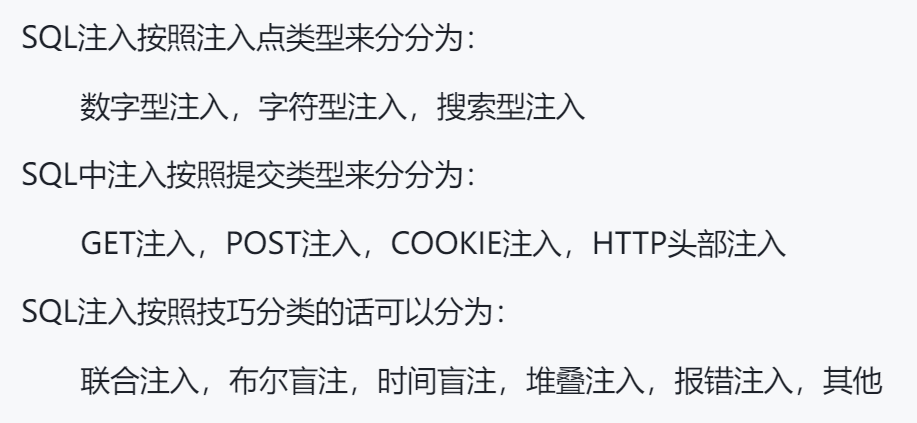 SQL注入按照注入点类型来分分为：
数字型注入，字符型注入，搜索型注入
SQL中注入按照提交类型来分分为：
GET注入，POST注入，COOKIE注入，HTTP头部注入
SQL注入按照技巧分类的话可以分为：
联合注入，布尔盲注，时间盲注，堆叠注入，报错注入，其他